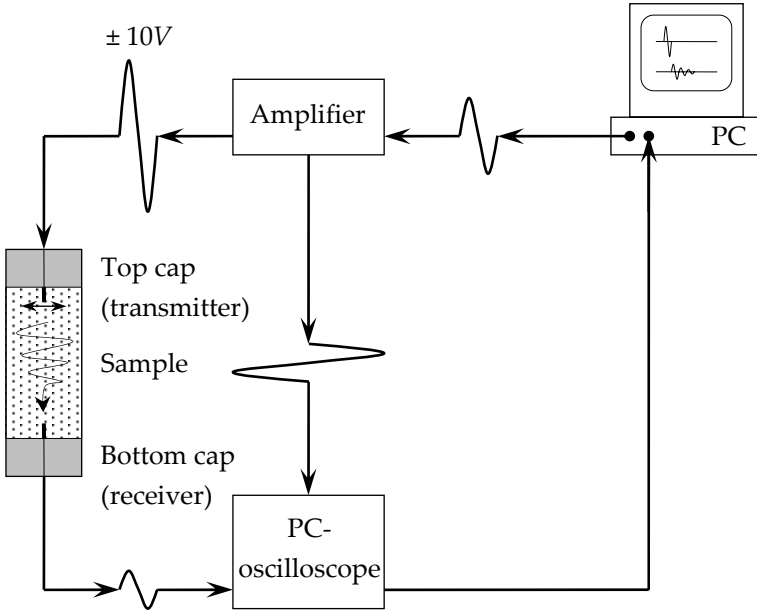 ± 10V
Amplifier
PC
Top cap
(transmitter)
Sample
Bottom cap
(receiver)
PC-
oscilloscope